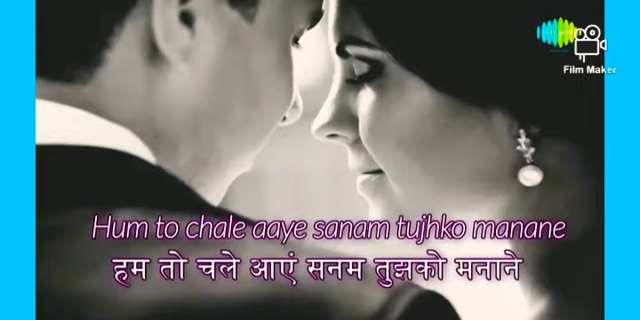 Film Maker
Hum to chale aaye sanam tujhko manane
हम तो चले आएं सनम तुझको मनाने